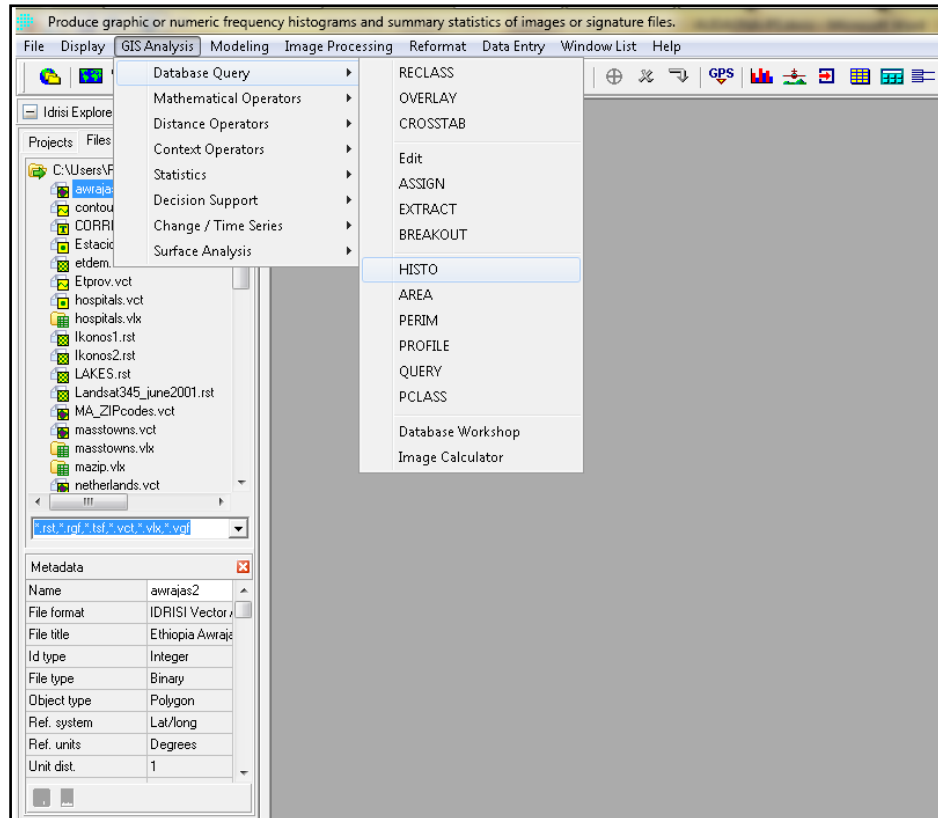 Produce graphic or numeric frequency histograms and summary statistics of images or signature files.
File Display GIS Analysis Modeling Image Processing Reformat Data Entry Window List Help
GPS
Idrisi Explore
Projects Files
C:\Users\F
awraja
contou
CORRI
Estacio
etdem.
Etprov.vct
hospitals.vct
hospitals.vlx
Ikonos1.rst
Ikonos2.rst
LAKES.rst
Landsat345_june2001.rst
MA_ZIPcodes.vct
masstowns.vct
masstowns.vlx
mazip.vlx
netherlands.vct
*.rst,*.rgf,*.tsf,*.vct,*.vlx,*.vgf
Metadata
Name awrajas2
File format IDRISI Vector
File title Ethiopia Awraja
Id type Integer
File type Binary
Object type Polygon
Ref. system Lat/long
Ref. units Degrees
Unit dist. 1
Database Query
Mathematical Operators
Distance Operators
Context Operators
Statistics
Decision Support
Change / Time Series
Surface Analysis
RECLASS
OVERLAY
CROSSTAB
Edit
ASSIGN
EXTRACT
BREAKOUT
HISTO
AREA
PERIM
PROFILE
QUERY
PCLASS
Database Workshop
Image Calculator